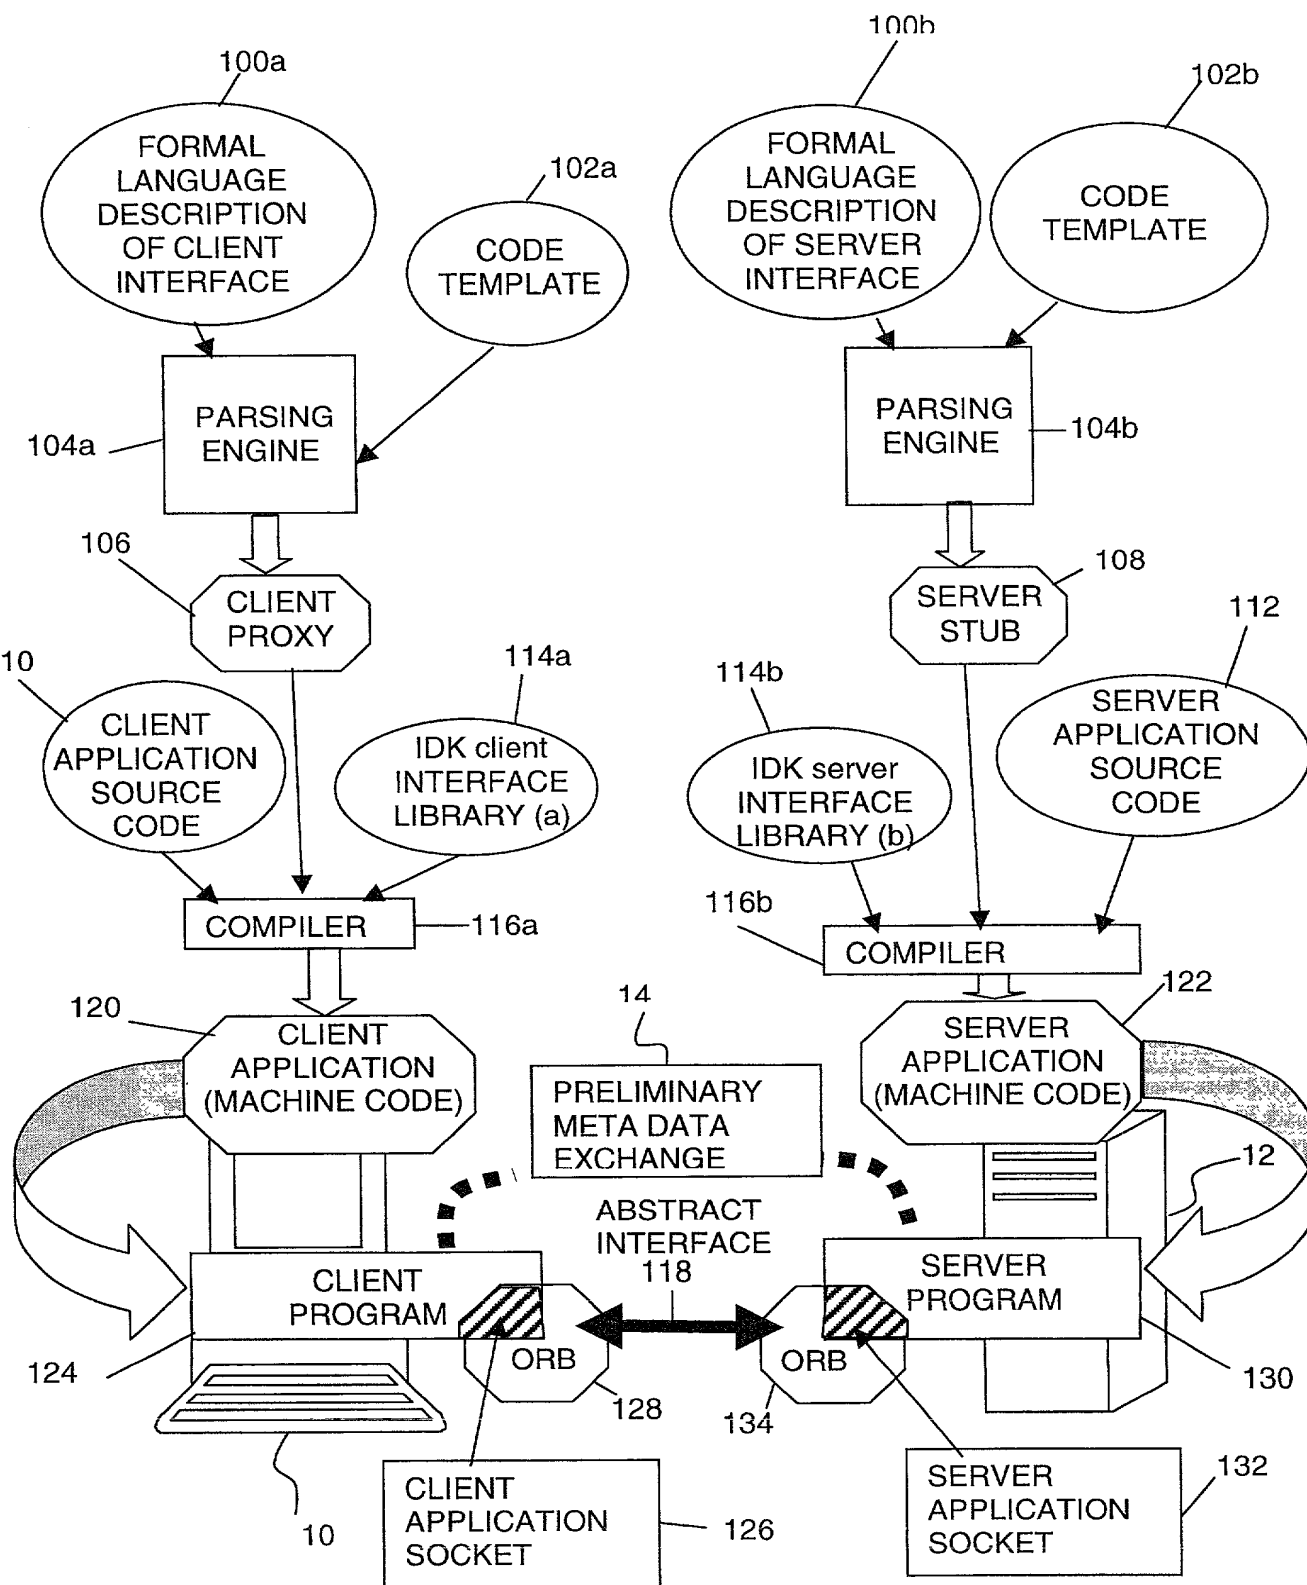 100a
100b
102b
FORMAL
LANGUAGE
DESCRIPTION
OF CLIENT
INTERFACE
102a
CODE
TEMPLATE
FORMAL
LANGUAGE
DESCRIPTION
OF SERVER
INTERFACE
CODE
TEMPLATE
PARSING
ENGINE
104a
PARSING
ENGINE
104b
106
CLIENT
PROXY
108
SERVER
STUB
112
10
114a
114b
CLIENT
APPLICATION
SOURCE
CODE
IDK client
INTERFACE
LIBRARY (a)
IDK server
INTERFACE
LIBRARY (b)
SERVER
APPLICATION
SOURCE
CODE
COMPILER
116a
116b
COMPILER
120
CLIENT
APPLICATION
(MACHINE CODE)
14
PRELIMINARY
META DATA
EXCHANGE
122
SERVER
APPLICATION
(MACHINE CODE)
12
ABSTRACT
INTERFACE
118
CLIENT
PROGRAM
SERVER
PROGRAM
ORB
ORB
124
128
134
130
10
CLIENT
APPLICATION
SOCKET
126
SERVER
APPLICATION
SOCKET
132